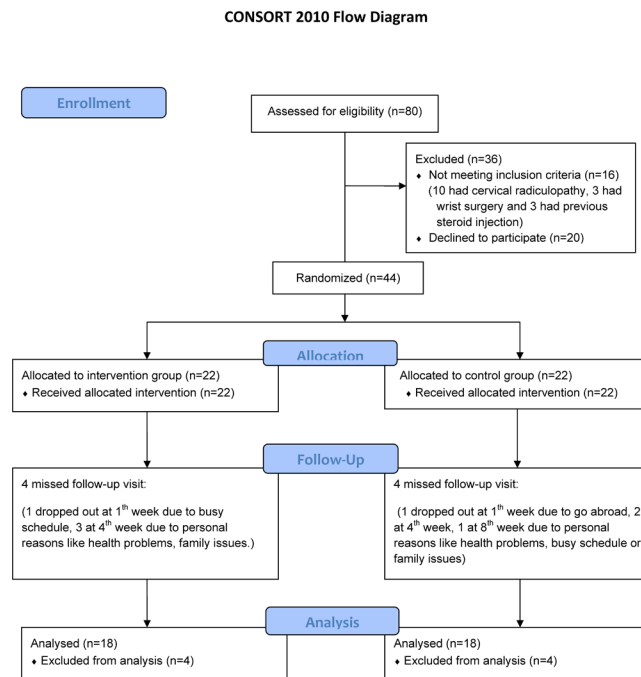 CONSORT 2010 Flow Diagram
Enrollment
Assessed for eligibility (n=80)
Excluded (n=36)
♦ Not meeting inclusion criteria (n=16)
(10 had cervical radiculopathy, 3 had
wrist surgery and 3 had previous
steroid injection)
♦ Declined to participate (n=20)
Randomized (n=44)
Allocation
Allocated to intervention group (n=22)
♦ Received allocated intervention (n=22)
Allocated to control group (n=22)
♦ Received allocated intervention (n=22)
Follow-Up
4 missed follow-up visit:
(1 dropped out at 1th week due to busy
schedule, 3 at 4th week due to personal
reasons like health problems, family issues.)
4 missed follow-up visit:
(1 dropped out at 1th week due to go abroad, 2
at 4th week, 1 at 8th week due to personal
reasons like health problems, busy schedule or
family issues)
Analysis
Analysed (n=18)
♦ Excluded from analysis (n=4)
Analysed (n=18)
♦ Excluded from analysis (n=4)